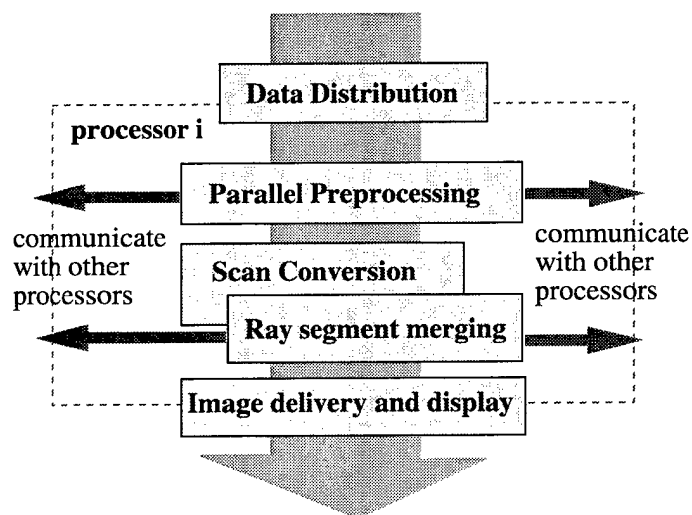 Data Distribution
processor i
Parallel Preprocessing
communicate
with other
processors
communicate
with other
processors
Scan Conversion
Ray segment merging
Image delivery and display